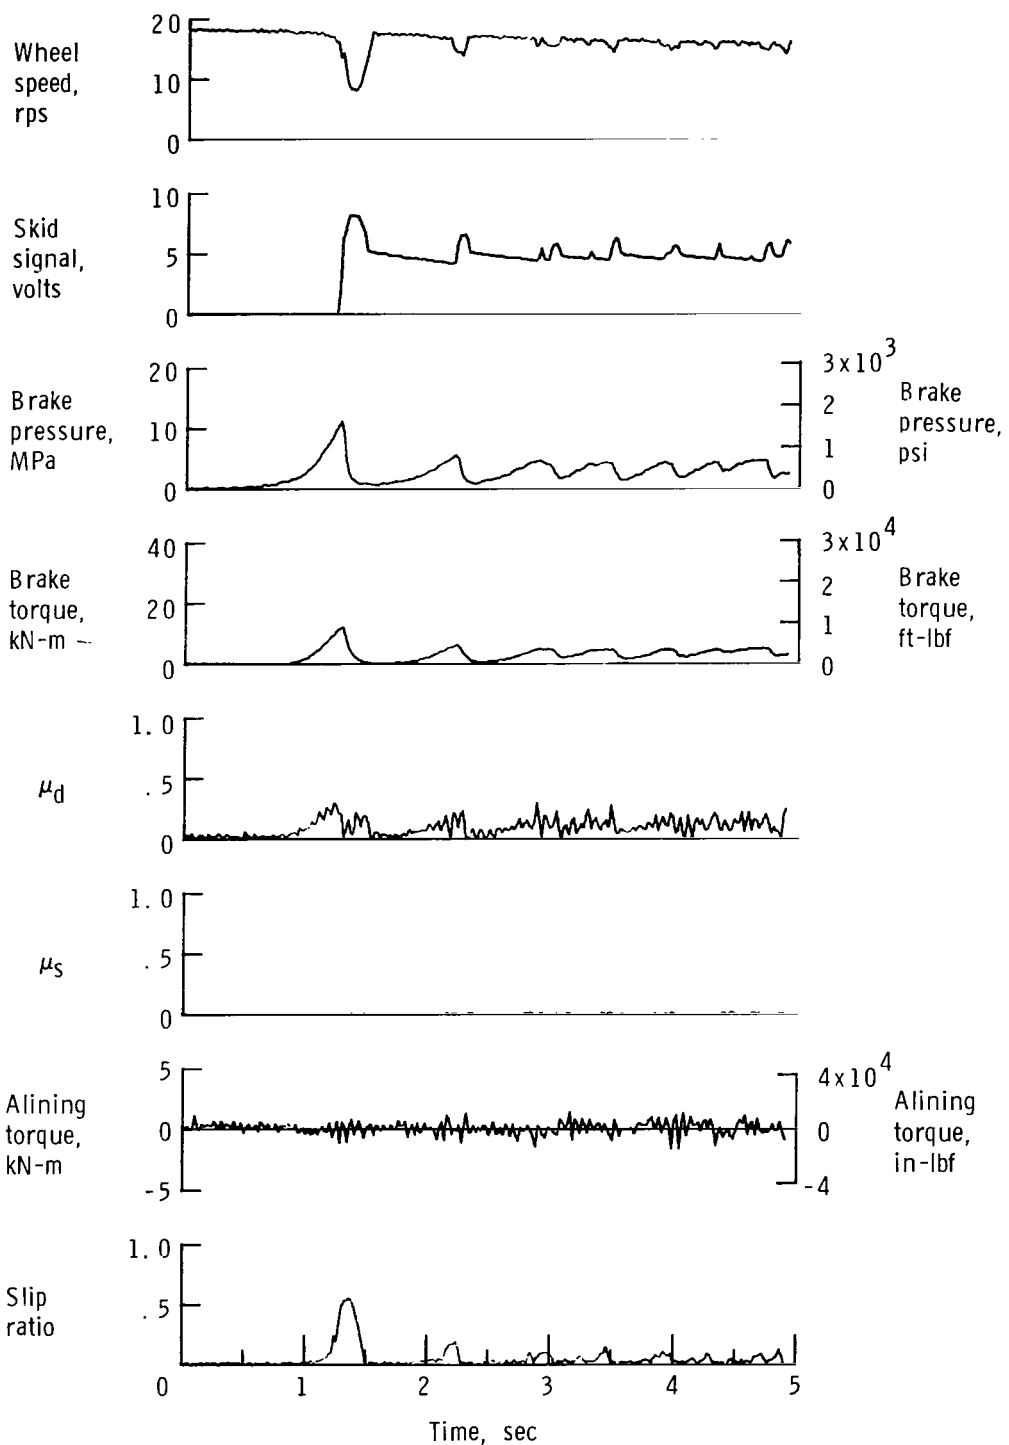 Wheel
speed,
rps
20
10
0
Skid
signal,
volts
10
5
0
Brake
pressure,
MPa
20
10
0
3x10^3
2
1
0
Brake
pressure,
psi
Brake
torque,
kN-m
40
20
0
3x10^4
2
1
0
Brake
torque,
ft-lbf
μd
1.0
.5
0
μs
1.0
.5
0
Alining
torque,
kN-m
5
0
-5
4x10^4
0
-4
Alining
torque,
in-lbf
Slip
ratio
1.0
.5
0 1 2 3 4 5
Time, sec